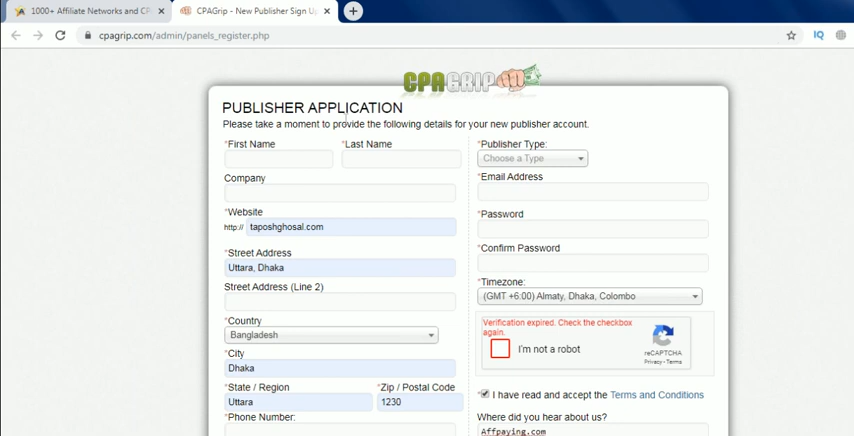 1000+ Affiliate Networks and CP
CPAGrip - New Publisher Sign U
cpagrip.com/admin/panels_register.php
IQ
CPAGRIP
PUBLISHER APPLICATION
Please take a moment to provide the following details for your new publisher account.
*First Name
*Last Name
Company
*Website
http:// taposhghosal.com
*Street Address
Uttara, Dhaka
Street Address (Line 2)
*Country
Bangladesh
*City
Dhaka
*State / Region
*Zip / Postal Code
Uttara
1230
*Phone Number:
*Publisher Type:
Choose a Type
*Email Address
*Password
*Confirm Password
*Timezone:
(GMT +6:00) Almaty, Dhaka, Colombo
Verification expired. Check the checkbox
again.
I'm not a robot
reCAPTCHA
Privacy - Terms
*I have read and accept the Terms and Conditions
Where did you hear about us?
Affpaying.com